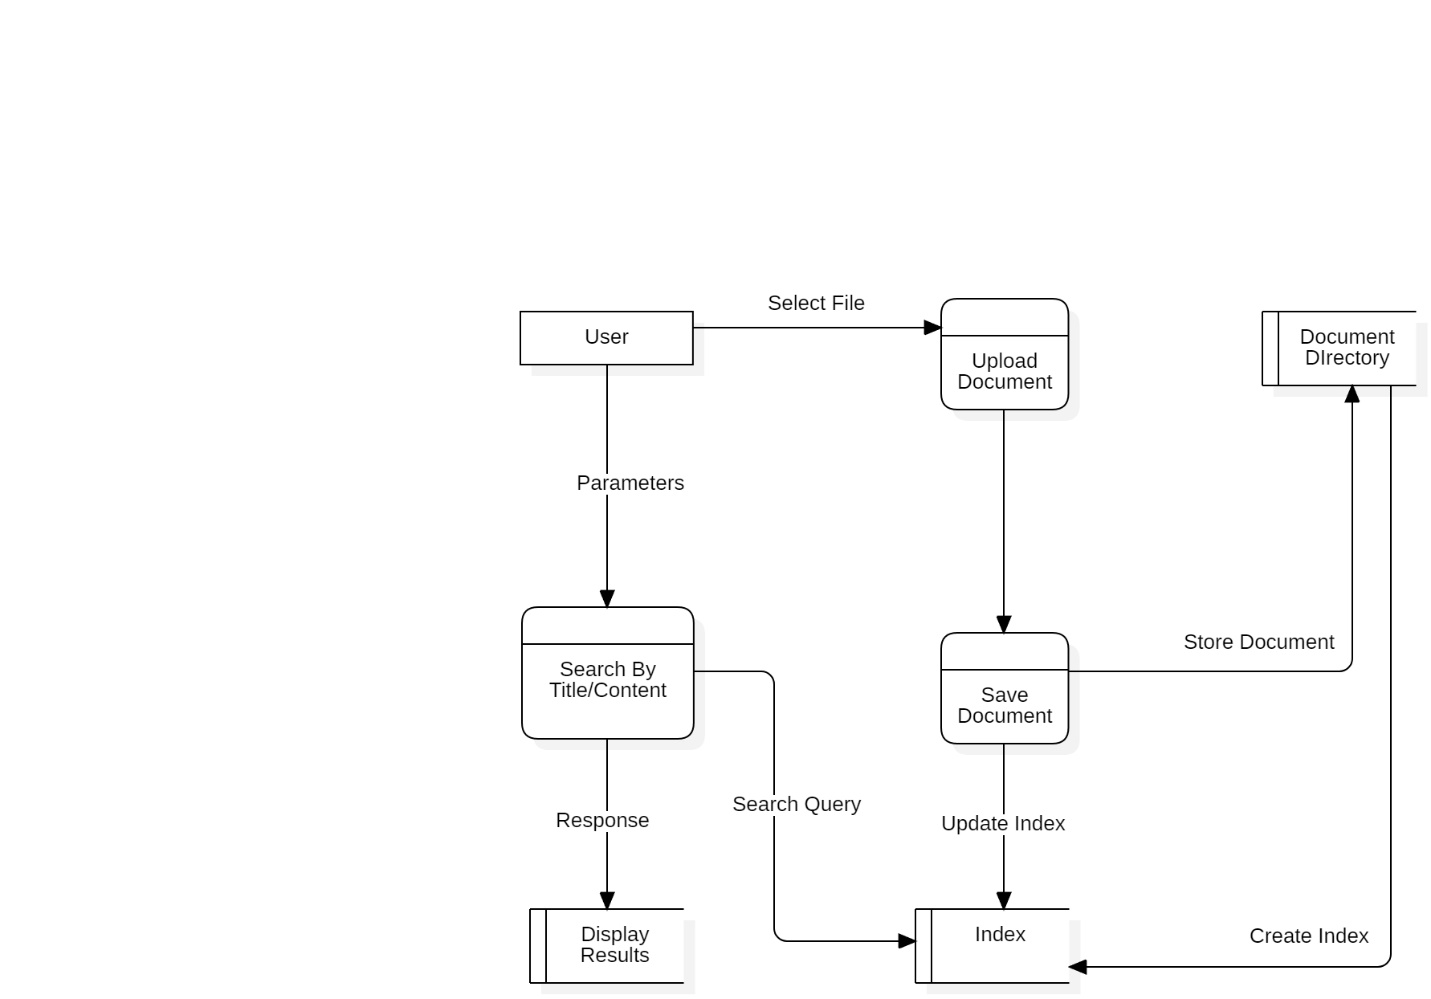 Select File
User
Upload
Document
Document
DIrectory
Parameters
Store Document
Search By
Title/Content
Save
Document
Search Query
Response
Update Index
Display
Results
Index
Create Index